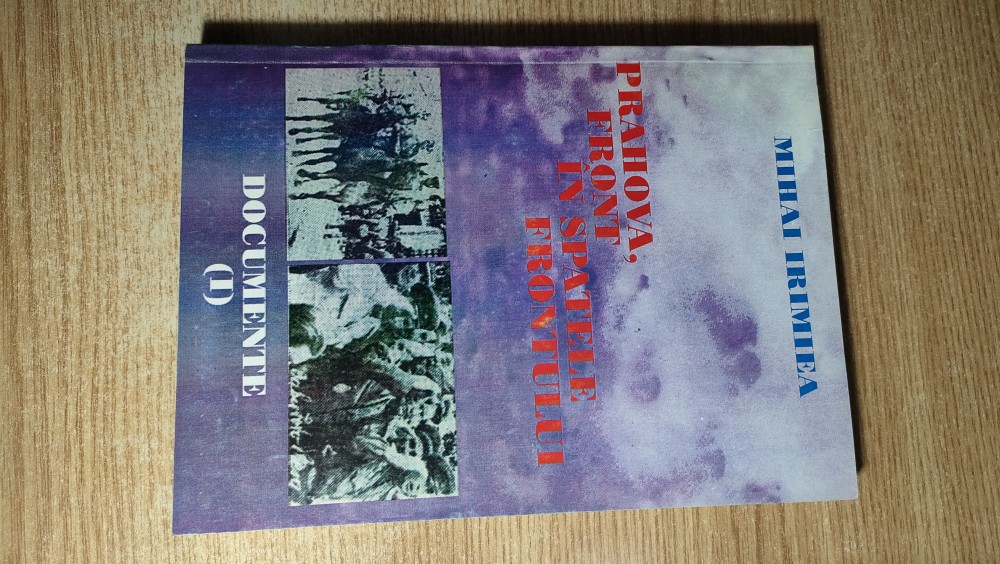 MIHAI IRIMIEA
PRAHOVA,
FRONT
ÎN SPATELE
FRONTULUI
DOCUMENTE
(I)